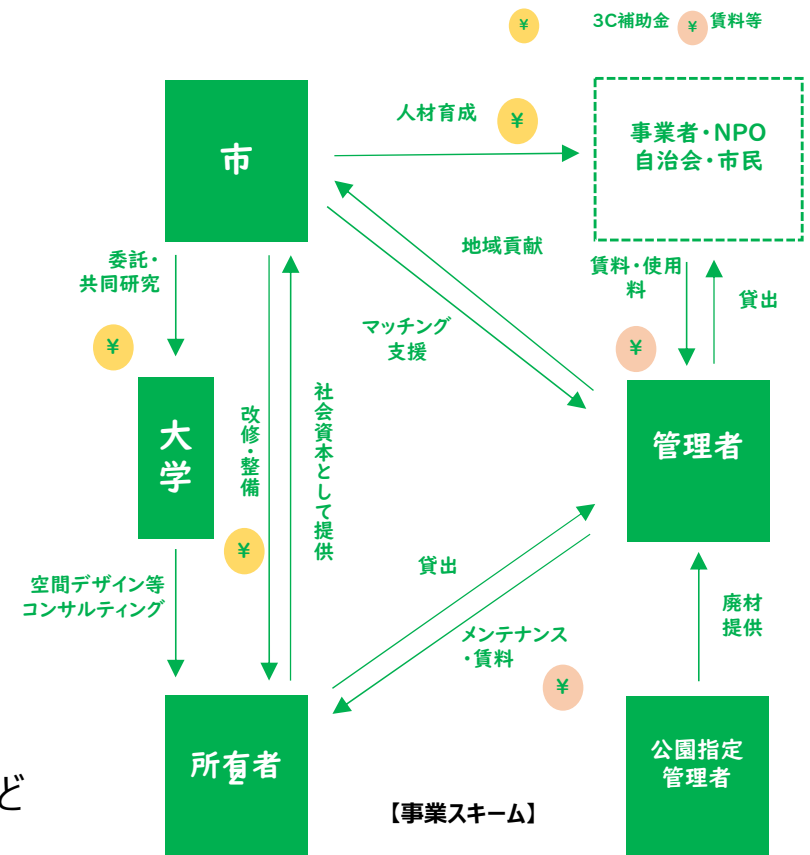 ¥ 3C補助金 ¥ 賃料等
人材育成 ¥
市
事業者・NPO
自治会・市民
委託・
共同研究
地域貢献
賃料・使用
料
貸出
¥
マッチング
支援
¥
大
学
改修・整備
社会資本として提供
管理者
¥
空間デザイン等
コンサルティング
貸出
廃材
提供
メンテナンス
・賃料
¥
所有者
2
公園指定
管理者
ど
【事業スキーム】